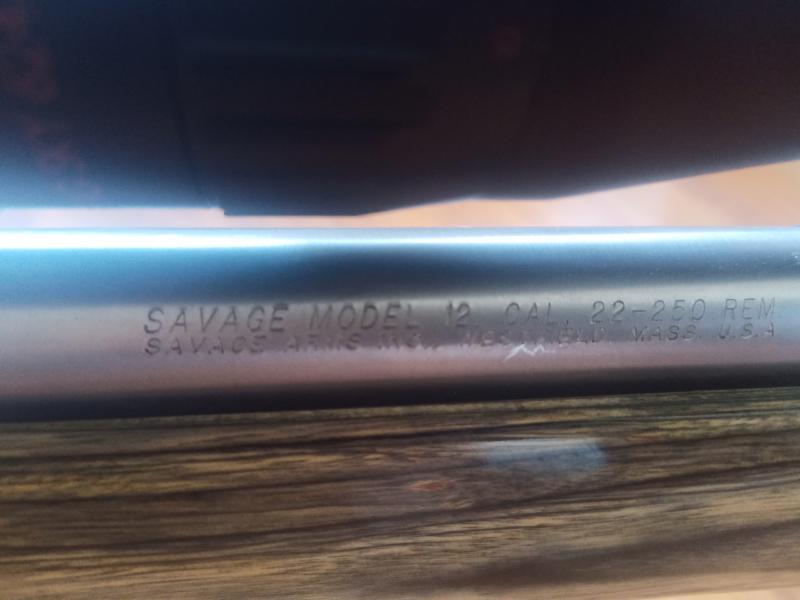 SAVAGE MODEL 12 CAL. 22-250 REM
SAVAGE ARMS INC., WESTFIELD, MASS. U.S.A